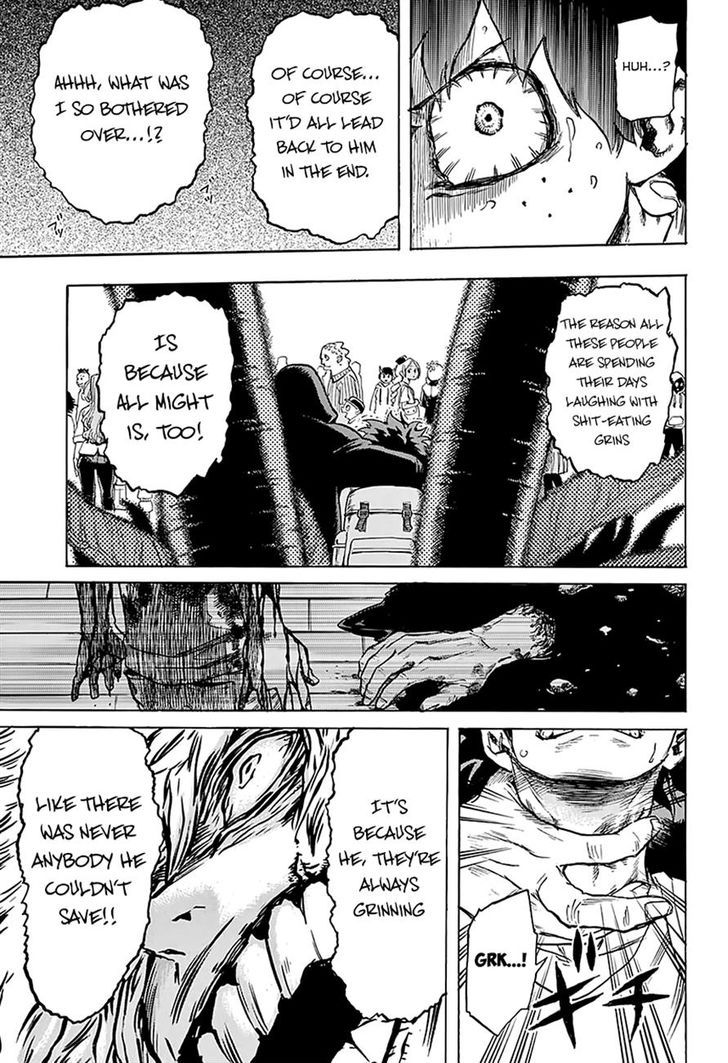 HUH...?
OF COURSE...
OF COURSE
IT'D ALL LEAD
BACK TO HIM
IN THE END.
AHHH, WHAT WAS
I SO BOTHERED
OVER...!?
THE REASON ALL
THESE PEOPLE
ARE SPENDING
THEIR DAYS
LAUGHING WITH
SHIT-EATING
GRINS
IS
BECAUSE
ALL MIGHT
IS, TOO!
GRK...!
ギチ
IT'S
BECAUSE
HE, THEY'RE
ALWAYS
GRINNING
LIKE THERE
WAS NEVER
ANYBODY HE
COULDN'T
SAVE!!